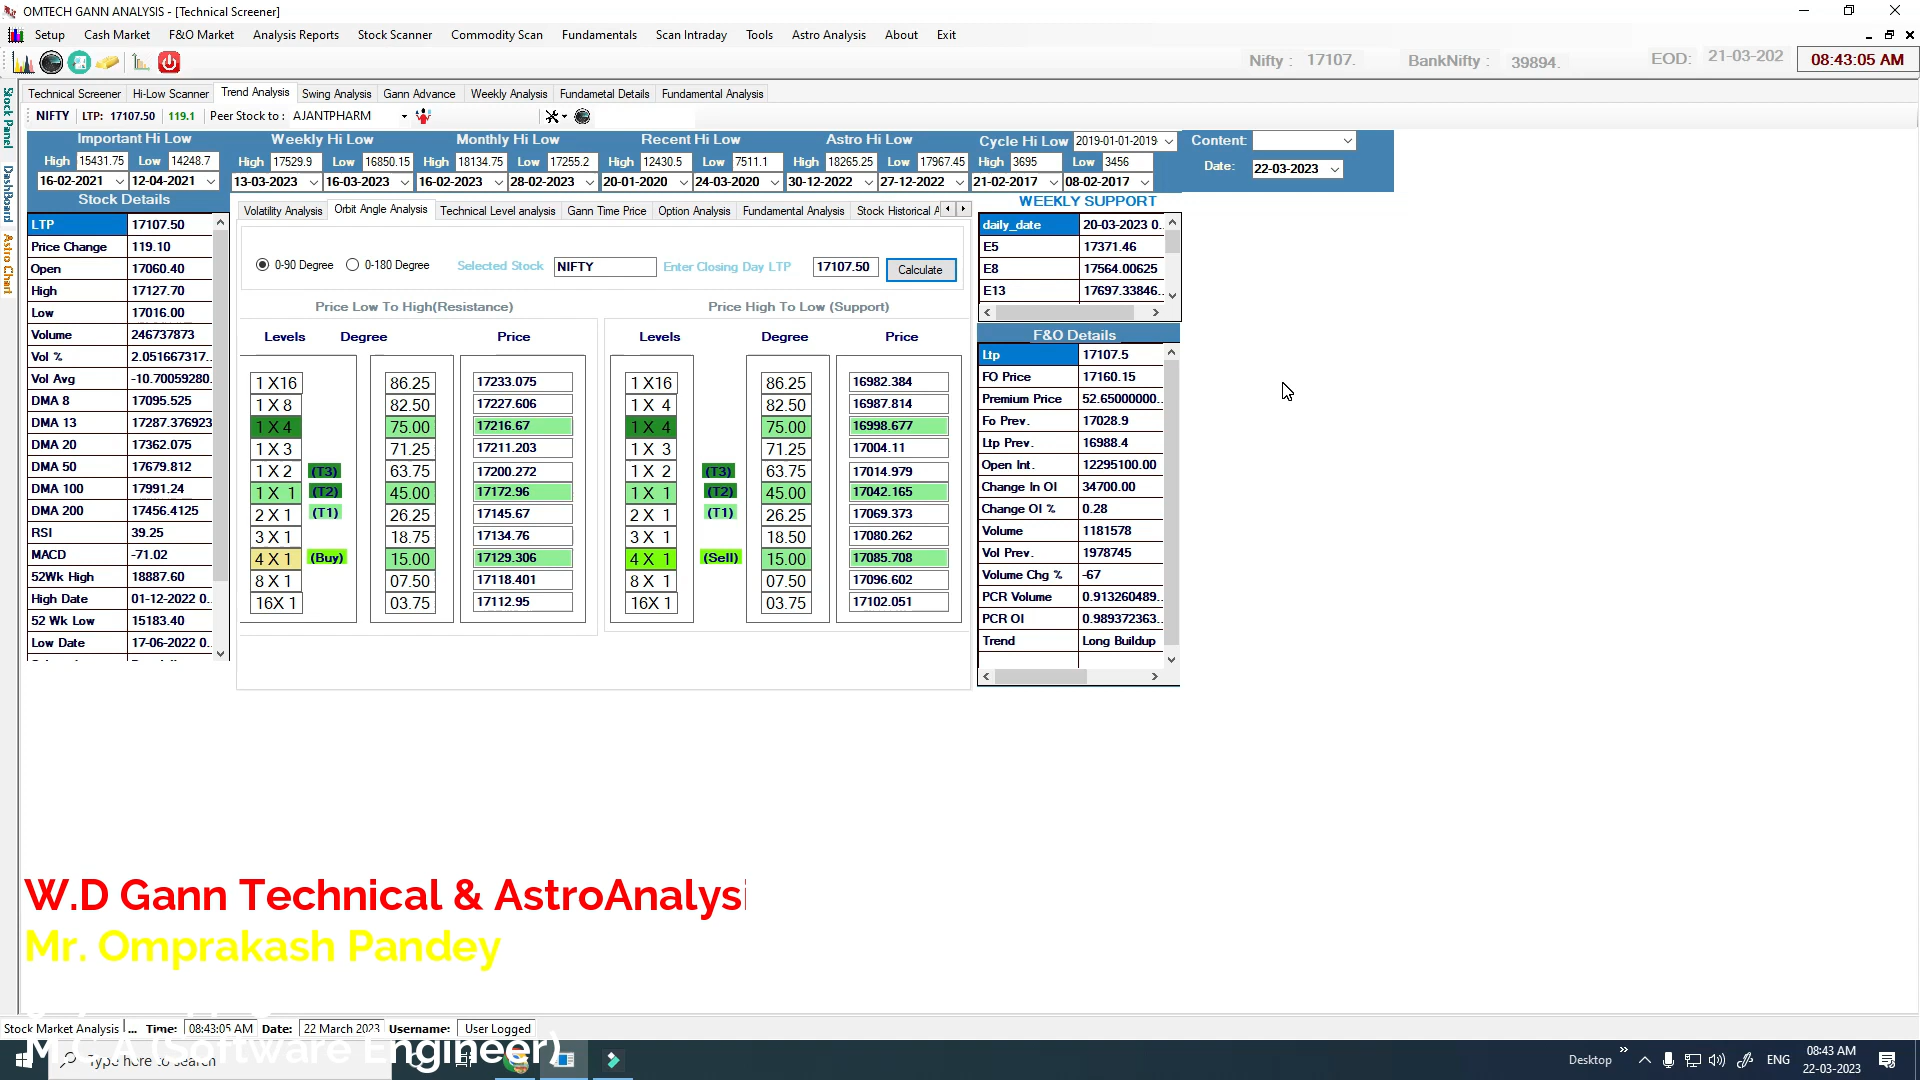 OMTECH GANN ANALYSIS - [Technical Screener]
Setup Cash Market F&O Market Analysis Reports Stock Scanner Commodity Scan Fundamentals Scan Intraday Tools Astro Analysis About Exit
Nifty : 17107. BankNifty : 39894. EOD: 21-03-202 08:43:05 AM
Stock Panel
DashBoard
Astro Chart
Technical Screener Hi-Low Scanner Trend Analysis Swing Analysis Gann Advance Weekly Analysis Fundametal Details Fundamental Analysis
NIFTY LTP: 17107.50 119.1 Peer Stock to : AJANTPHARM
Important Hi Low Weekly Hi Low Monthly Hi Low Recent Hi Low Astro Hi Low Cycle Hi Low 2019-01-01-2019- Content:
High 15431.75 Low 14248.7 High 17529.9 Low 16850.15 High 18134.75 Low 17255.2 High 12430.5 Low 7511.1 High 18265.25 Low 17967.45 High 3695 Low 3456 Date: 22-03-2023
16-02-2021 12-04-2021 13-03-2023 16-03-2023 16-02-2023 28-02-2023 20-01-2020 24-03-2020 30-12-2022 27-12-2022 21-02-2017 08-02-2017
Stock Details
LTP 17107.50
Price Change 119.10
Open 17060.40
High 17127.70
Low 17016.00
Volume 246737873
Vol % 2.051667317..
Vol Avg -10.70059280.
DMA 8 17095.525
DMA 13 17287.376923
DMA 20 17362.075
DMA 50 17679.812
DMA 100 17991.24
DMA 200 17456.4125
RSI 39.25
MACD -71.02
52Wk High 18887.60
High Date 01-12-2022 0..
52 Wk Low 15183.40
Low Date 17-06-2022 0..
Volatility Analysis Orbit Angle Analysis Technical Level analysis Gann Time Price Option Analysis Fundamental Analysis Stock Historical A
0-90 Degree 0-180 Degree Selected Stock NIFTY Enter Closing Day LTP 17107.50 Calculate
Price Low To High(Resistance)
Levels Degree Price
1 X16 86.25 17233.075
1 X 8 82.50 17227.606
1 X 4 75.00 17216.67
1 X 3 71.25 17211.203
1 X 2 (T3) 63.75 17200.272
1 X 1 (T2) 45.00 17172.96
2 X 1 (T1) 26.25 17145.67
3 X 1 18.75 17134.76
4 X 1 (Buy) 15.00 17129.306
8 X 1 07.50 17118.401
16X 1 03.75 17112.95
Price High To Low (Support)
Levels Degree Price
1 X16 86.25 16982.384
1 X 4 82.50 16987.814
1 X 4 75.00 16998.677
1 X 3 71.25 17004.11
1 X 2 (T3) 63.75 17014.979
1 X 1 (T2) 45.00 17042.165
2 X 1 (T1) 26.25 17069.373
3 X 1 18.50 17080.262
4 X 1 (Sell) 15.00 17085.708
8 X 1 07.50 17096.602
16X 1 03.75 17102.051
WEEKLY SUPPORT
daily_date 20-03-2023 0..
E5 17371.46
E8 17564.00625
E13 17697.33846..
F&O Details
Ltp 17107.5
FO Price 17160.15
Premium Price 52.65000000..
Fo Prev. 17028.9
Ltp Prev. 16988.4
Open Int. 12295100.00
Change In OI 34700.00
Change OI % 0.28
Volume 1181578
Vol Prev. 1978745
Volume Chg % -67
PCR Volume 0.913260489..
PCR OI 0.989372363..
Trend Long Buildup
W.D Gann Technical & AstroAnalysi
Mr. Omprakash Pandey
Stock Market Analysis ... Time: 08:43:05 AM Date: 22 March 2023 Username: User Logged
M.C.A (Software Engineer)
Type here to search
Desktop ENG 08:43 AM
22-03-2023